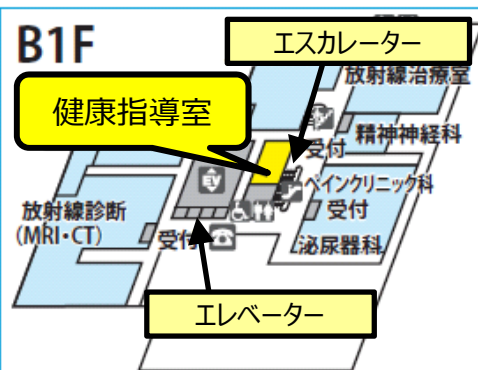 B1F
エスカレーター
放射線治療室
健康指導室
精神神経科
受付
EV
ペインクリニック科
受付
放射線診断
(MRI・CT)
受付
泌尿器科
エレベーター